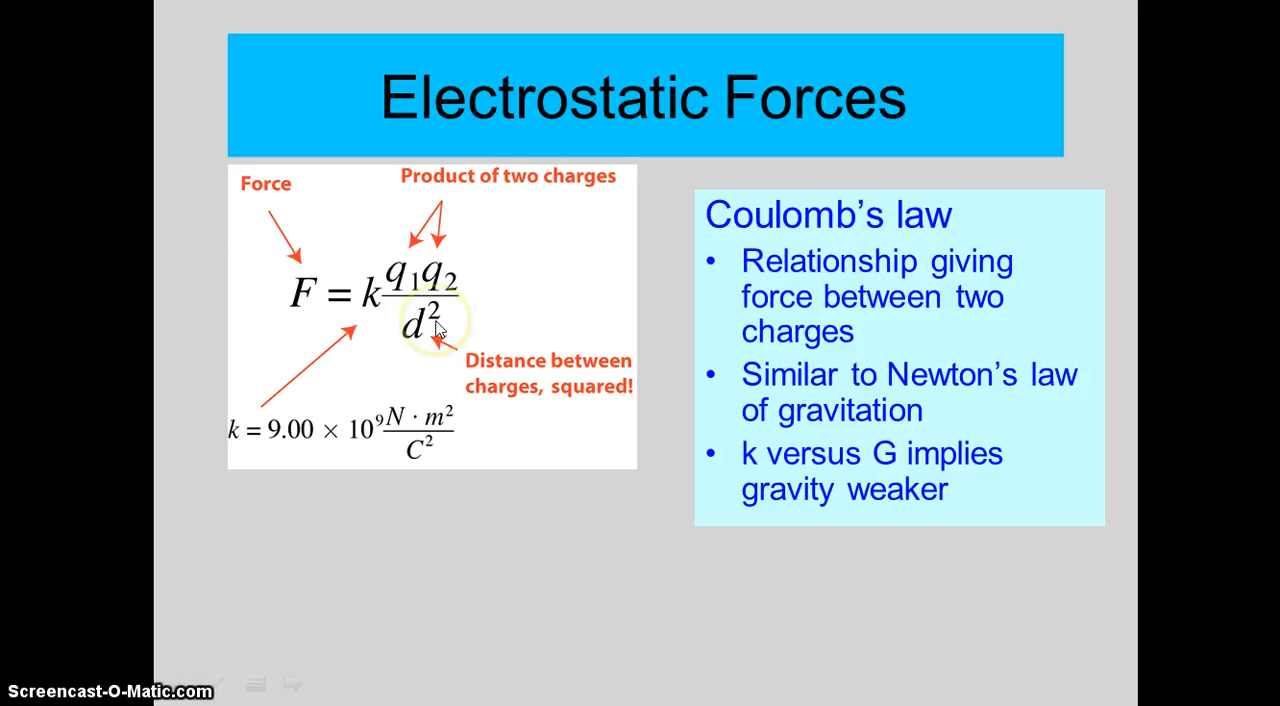 Electrostatic Forces
Force
Product of two charges
F = k q₁q₂ / d²
Distance between
charges, squared!
k = 9.00 × 10⁹ N · m² / C²
Coulomb’s law
• Relationship giving
force between two
charges
• Similar to Newton’s law
of gravitation
• k versus G implies
gravity weaker
Screencast-O-Matic.com